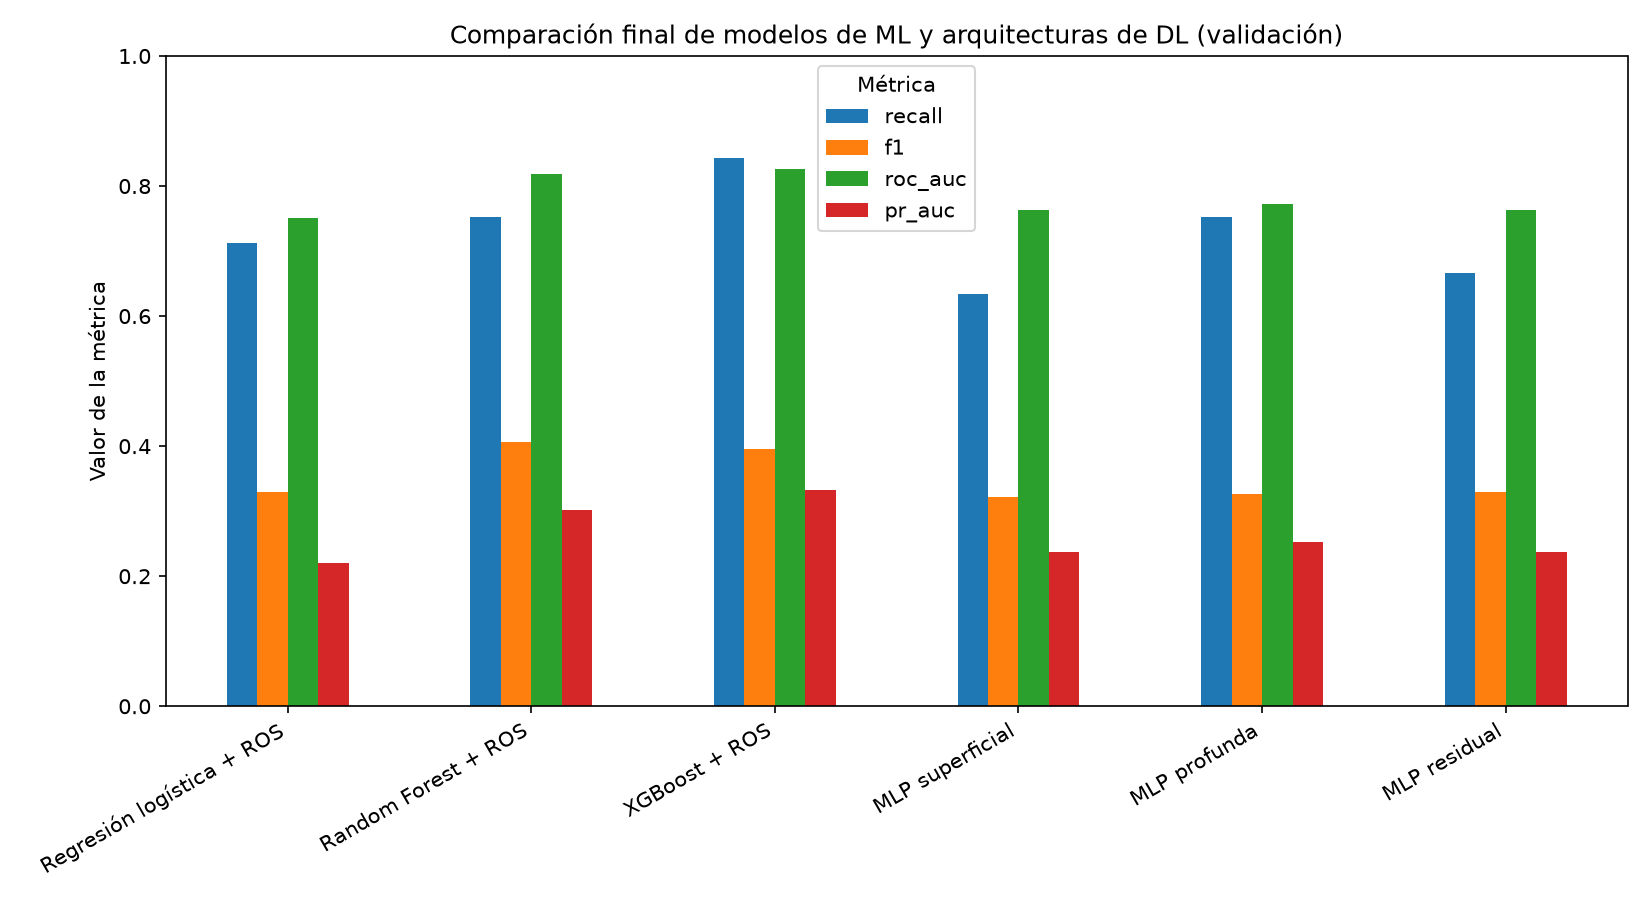 Comparación final de modelos de ML y arquitecturas de DL (validación)
Métrica
recall
f1
roc_auc
pr_auc
Valor de la métrica
1.0
0.8
0.6
0.4
0.2
0.0
Regresión logística + ROS
Random Forest + ROS
XGBoost + ROS
MLP superficial
MLP profunda
MLP residual